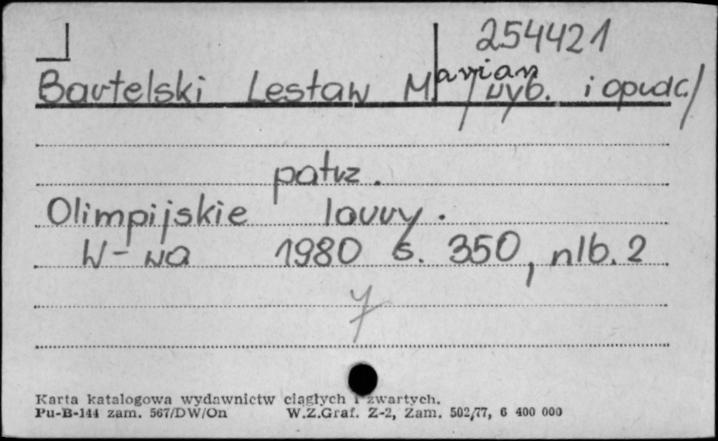 254421
Bartelski Lesław Marian /wyb. i oprac./
patrz.
Olimpijskie laury.
W-wa 1980 s. 350, nlb. 2
Karta katalogowa wydawnictw ciągłych i zwartych.
Pu-B-144 zam. 567/DW/On W.Z.Graf. Z-2, Zam. 502/77, 6 400 000